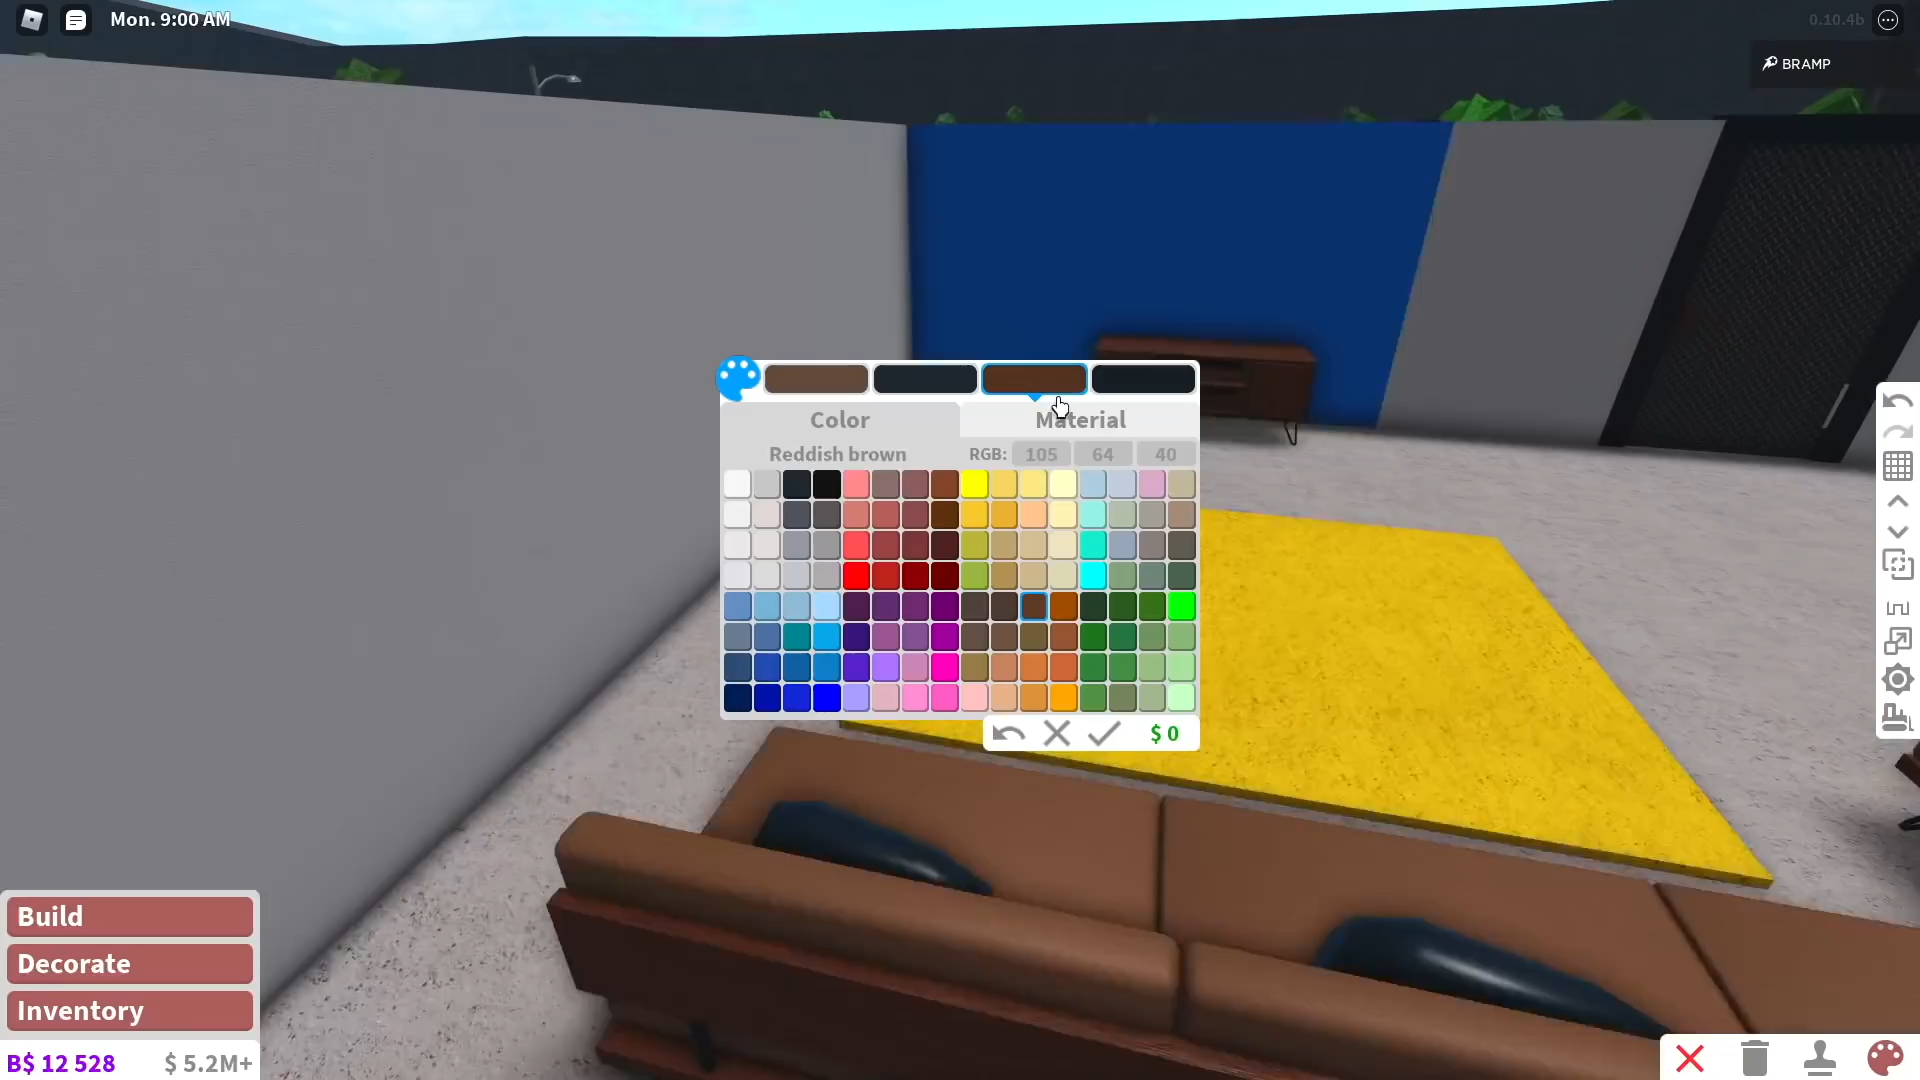 Mon. 9:00 AM
0.10.4b
BRAMP
Color
Material
Reddish brown
RGB: 105 64 40
$ 0
Build
Decorate
Inventory
B$ 12 528
$ 5.2M+